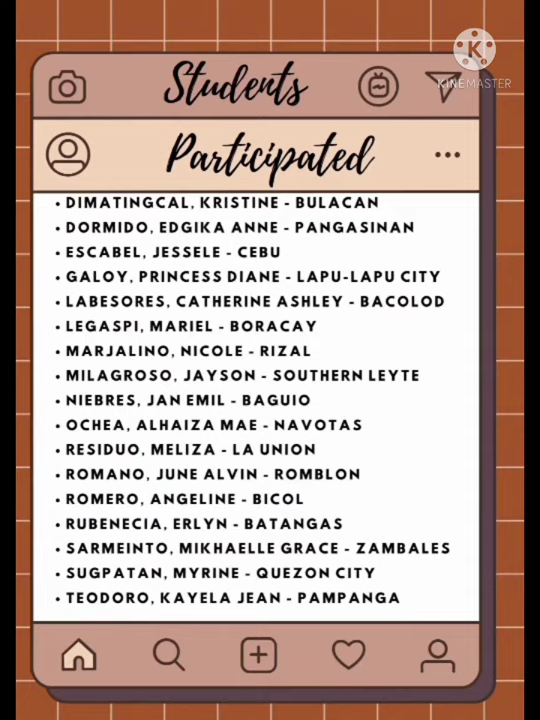 KINEMASTER
Students
Participated
• DIMATINGCAL, KRISTINE - BULACAN
• DORMIDO, EDGIKA ANNE - PANGASINAN
• ESCABEL, JESSELE - CEBU
• GALOY, PRINCESS DIANE - LAPU-LAPU CITY
• LABESORES, CATHERINE ASHLEY - BACOLOD
• LEGASPI, MARIEL - BORACAY
• MARJALINO, NICOLE - RIZAL
• MILAGROSO, JAYSON - SOUTHERN LEYTE
• NIEBRES, JAN EMIL - BAGUIO
• OCHEA, ALHAIZA MAE - NAVOTAS
• RESIDUO, MELIZA - LA UNION
• ROMANO, JUNE ALVIN - ROMBLON
• ROMERO, ANGELINE - BICOL
• RUBENECIA, ERLYN - BATANGAS
• SARMEINTO, MIKHAELLE GRACE - ZAMBALES
• SUGPATAN, MYRINE - QUEZON CITY
• TEODORO, KAYELA JEAN - PAMPANGA